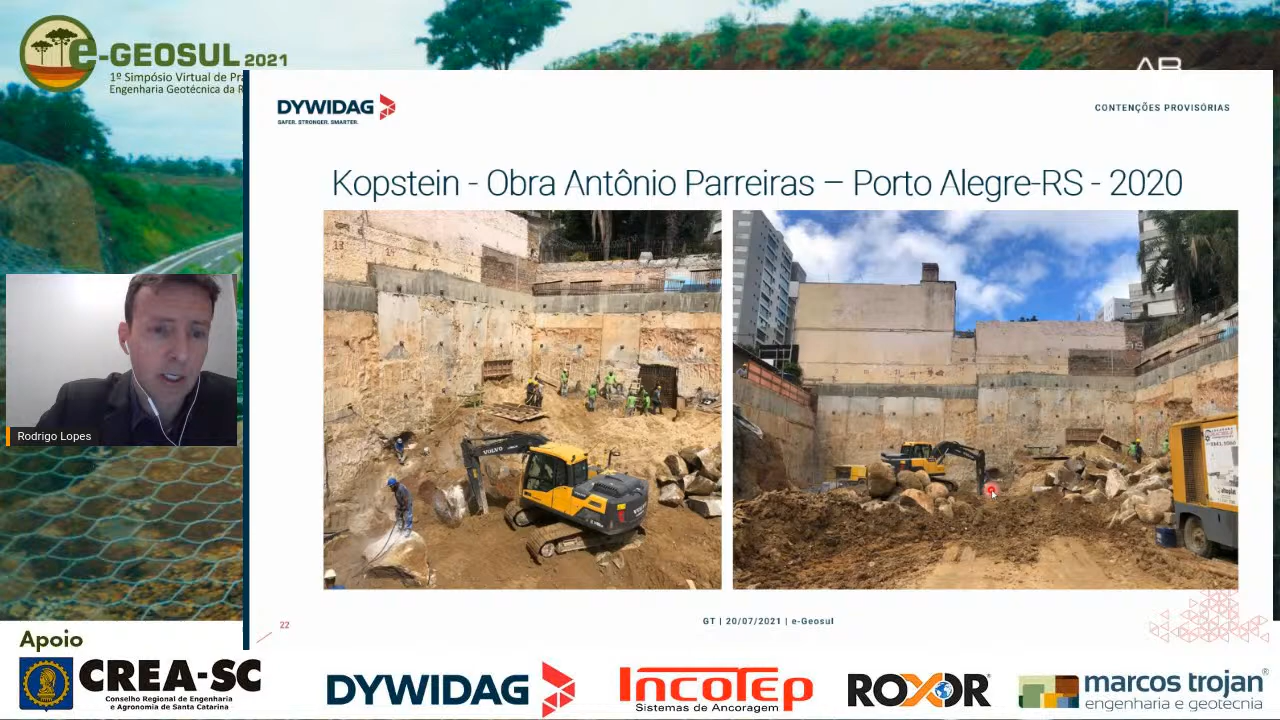 e-GEOSUL 2021
1º Simpósio Virtual de Pra
Engenharia Geotécnica da R
AB
DYWIDAG
SAFER. STRONGER. SMARTER.
CONTENÇÕES PROVISÓRIAS
Kopstein - Obra Antônio Parreiras – Porto Alegre-RS - 2020
VOLVO
Rodrigo Lopes
22
GT | 20/07/2021 | e-Geosul
Apoio
CREA-SC
Conselho Regional de Engenharia
e Agronomia de Santa Catarina
DYWIDAG
INCOTEP
Sistemas de Ancoragem
ROXOR
marcos trojan
engenharia e geotecnia